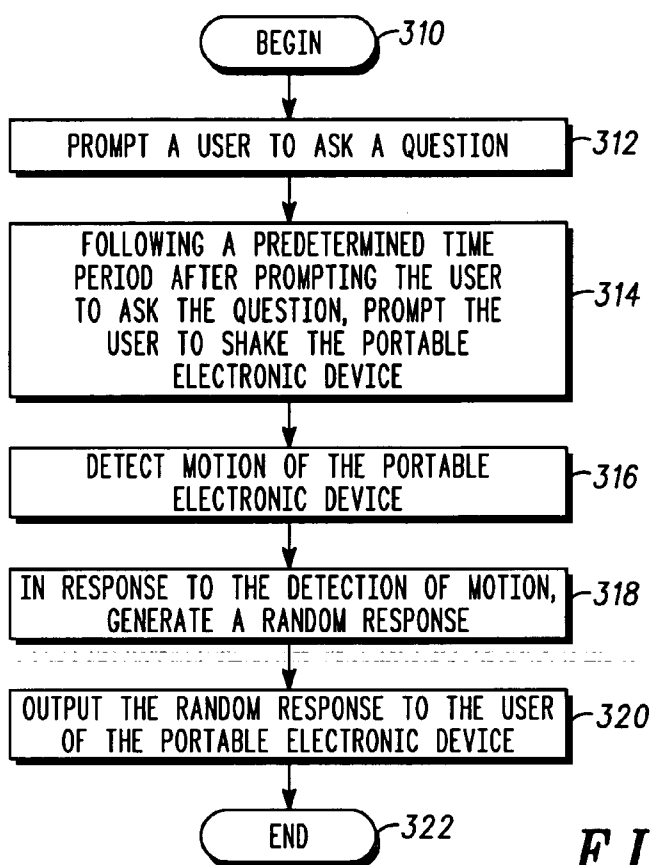 BEGIN
310
PROMPT A USER TO ASK A QUESTION
312
FOLLOWING A PREDETERMINED TIME
PERIOD AFTER PROMPTING THE USER
TO ASK THE QUESTION, PROMPT THE
USER TO SHAKE THE PORTABLE
ELECTRONIC DEVICE
314
DETECT MOTION OF THE PORTABLE
ELECTRONIC DEVICE
316
IN RESPONSE TO THE DETECTION OF MOTION,
GENERATE A RANDOM RESPONSE
318
OUTPUT THE RANDOM RESPONSE TO THE USER
OF THE PORTABLE ELECTRONIC DEVICE
320
END
322